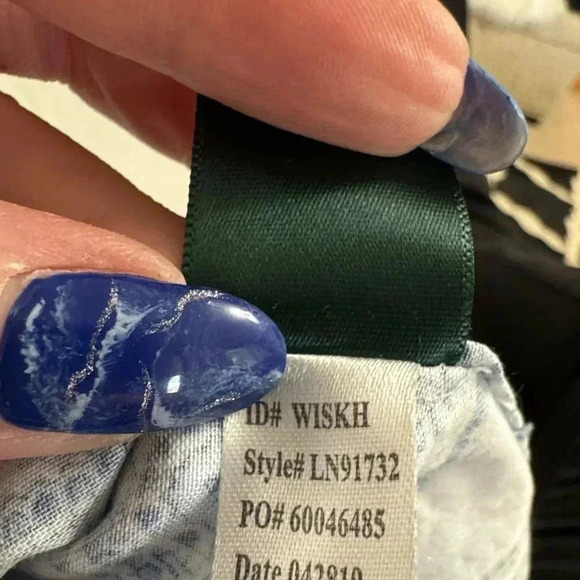 ID# WISKH
Style# LN91732
PO# 60046485
Date 042819